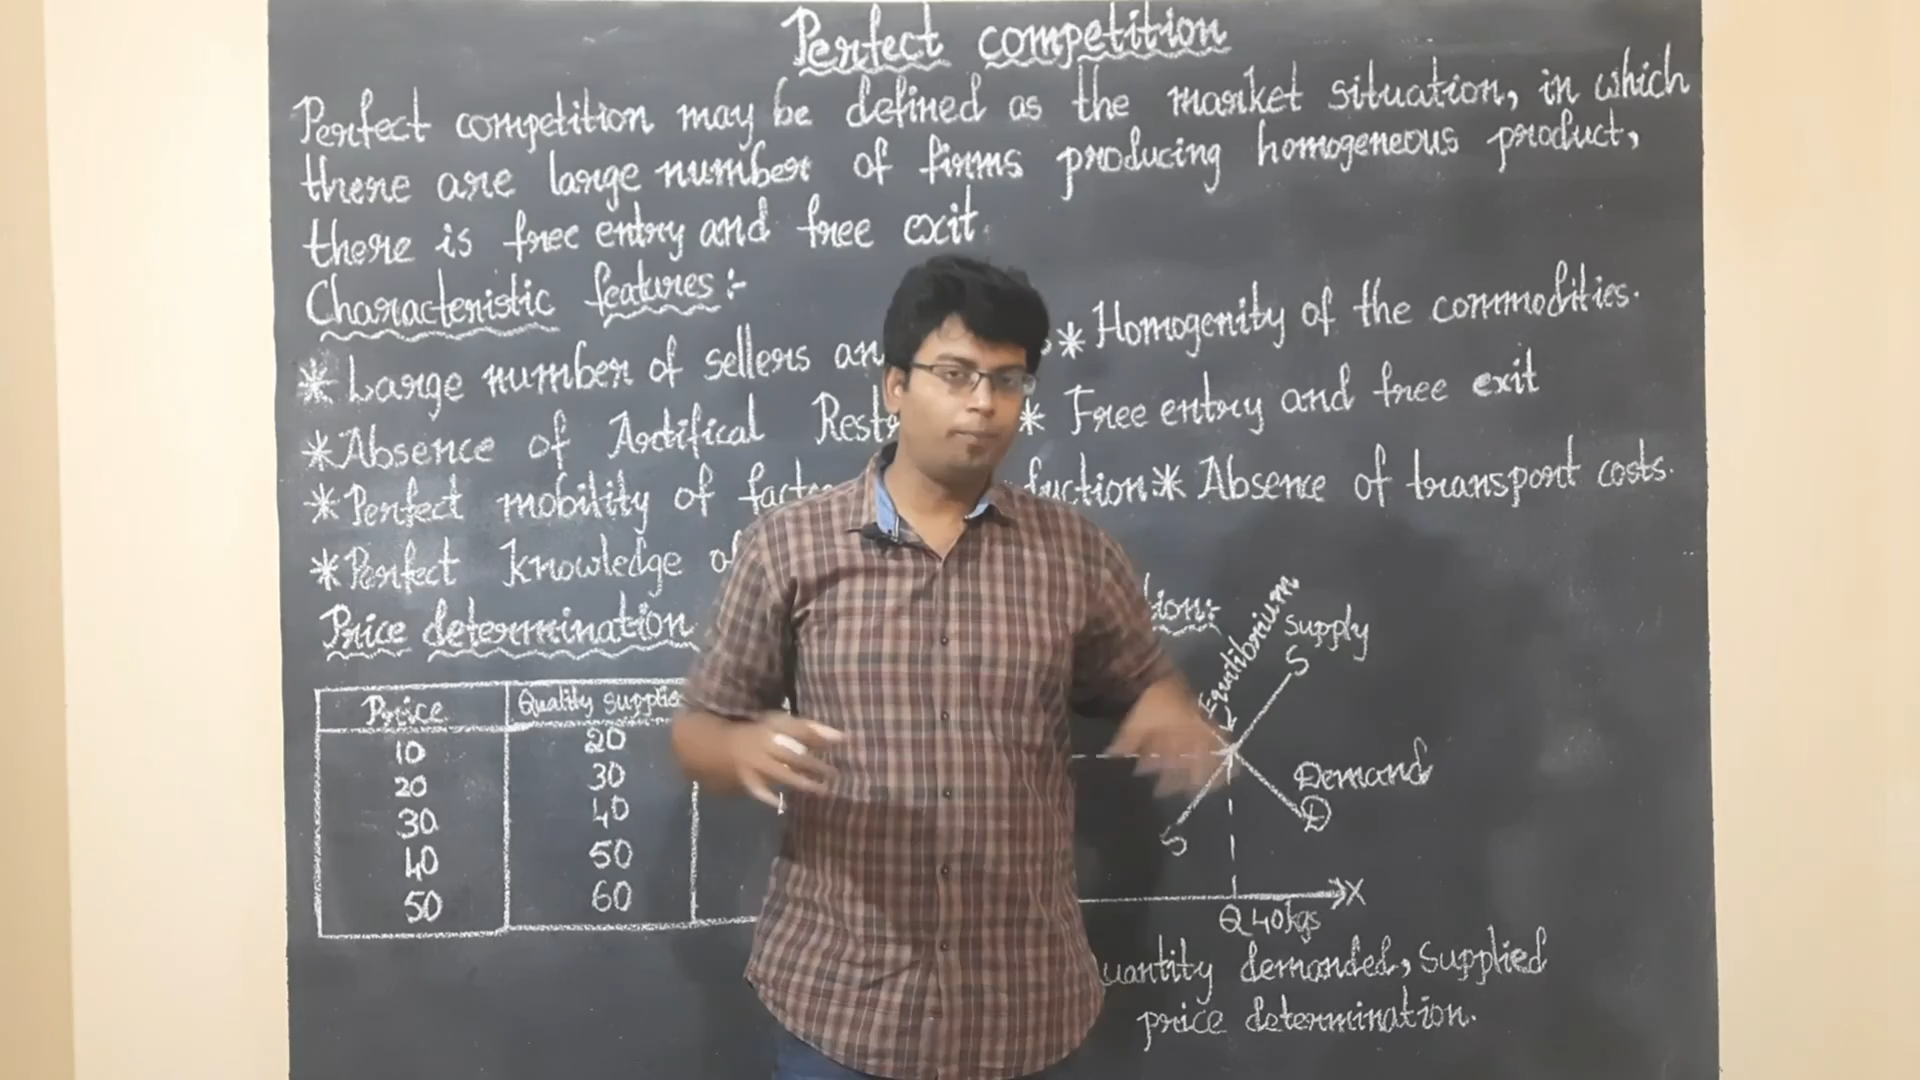 Perfect competition
Perfect competition may be defined as the market situation, in which
there are large number of firms producing homogeneous product,
there is free entry and free exit.
Characteristic features:-
* Large number of sellers an * Homogenity of the commodities.
* Absence of Artifical Rest * Free entry and free exit
* Perfect mobility of facto duction * Absence of transport costs.
* Perfect Knowledge of
Price determination tion:-
Equilibrium
Supply
S
Price Quality supplie
10 20
20 30
30 40
40 50
50 60
Demand
D
S
X
Q 40kgs
uantity demanded, Supplied
price determination.